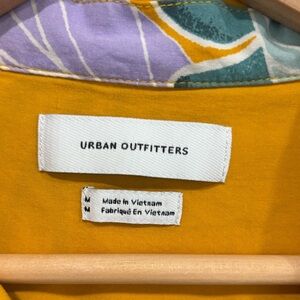 URBAN OUTFITTERS
M Made In Vietnam
M Fabriqué En Vietnam